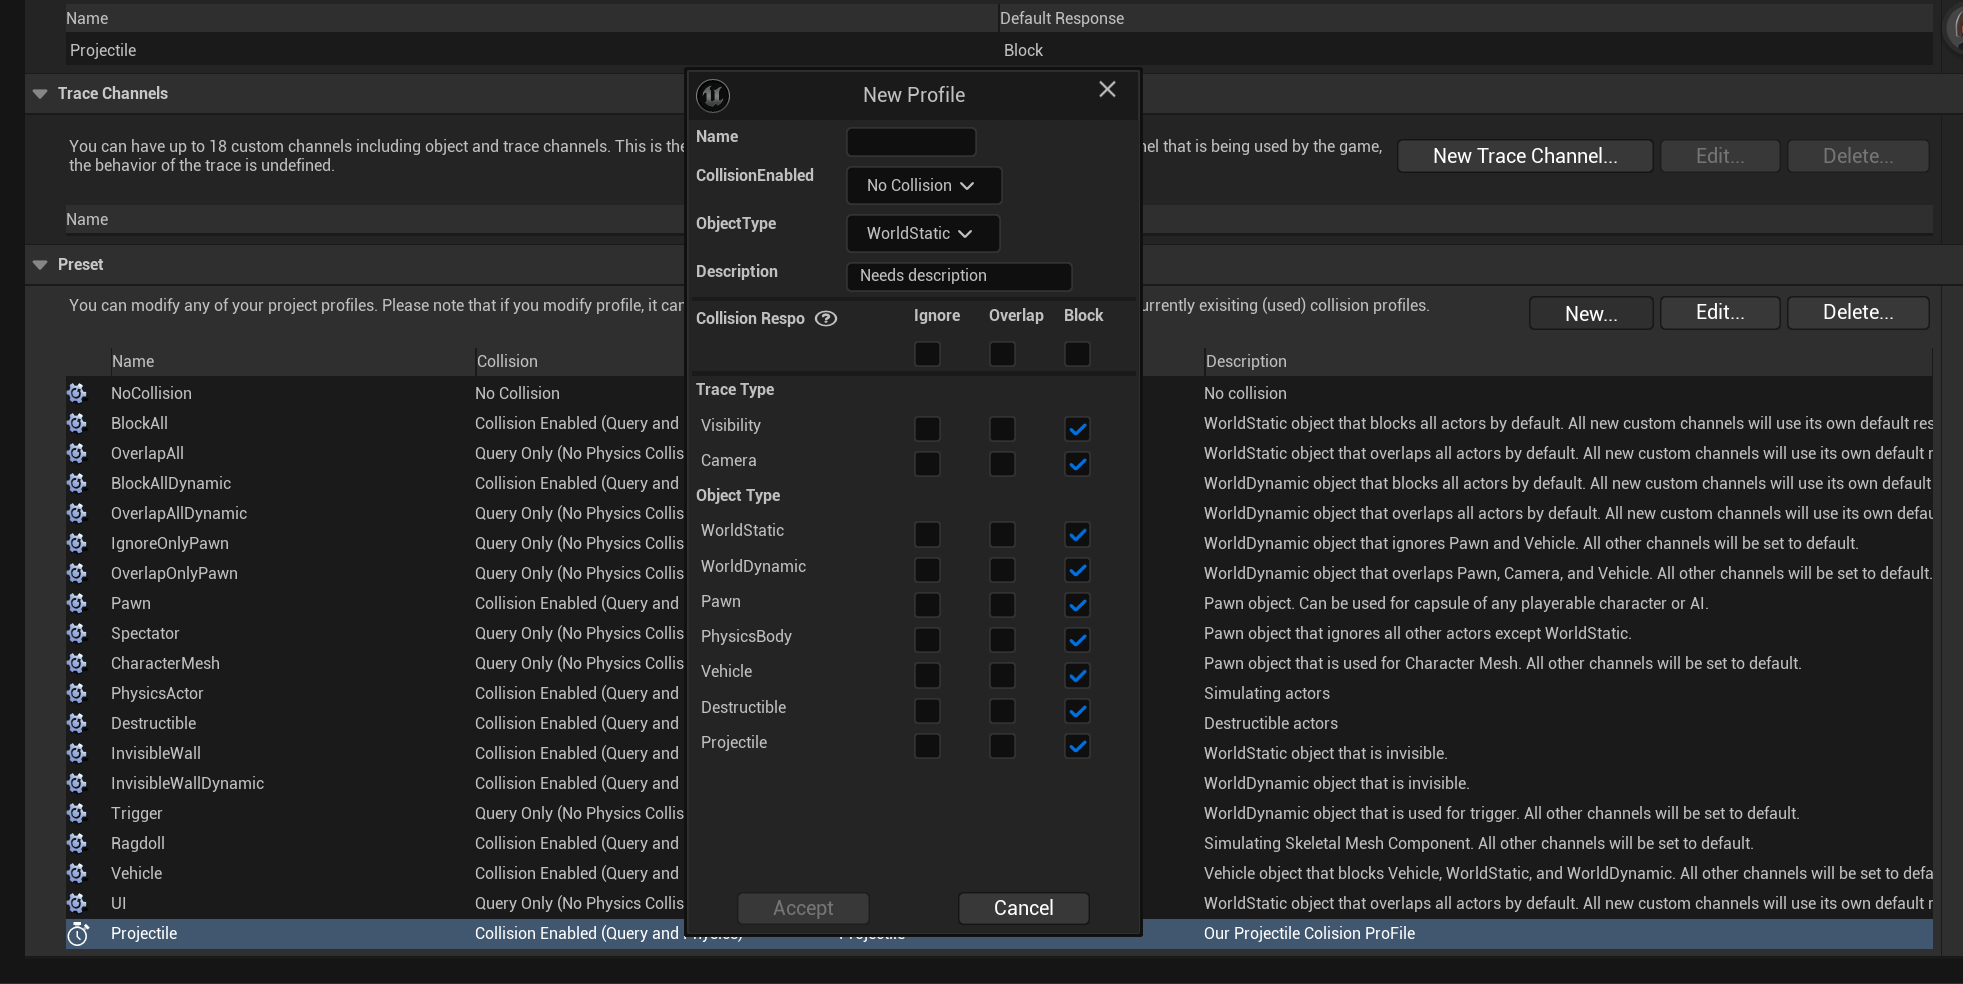 Name Default Response
Projectile Block
Trace Channels
You can have up to 18 custom channels including object and trace channels. This is the
the behavior of the trace is undefined.
that is being used by the game,
New Trace Channel... Edit... Delete...
Name
Preset
You can modify any of your project profiles. Please note that if you modify profile, it
exisiting (used) collision profiles.
New... Edit... Delete...
Name Collision Description
NoCollision No Collision No collision
BlockAll Collision Enabled (Query and WorldStatic object that blocks all actors by default. All new custom channels will use its own default
OverlapAll Query Only (No Physics WorldStatic object that overlaps all actors by default. All new custom channels will use its own default
BlockAllDynamic Collision Enabled (Query and WorldDynamic object that blocks all actors by default. All new custom channels will use its own default
OverlapAllDynamic Query Only (No Physics WorldDynamic object that overlaps all actors by default. All new custom channels will use its own
IgnoreOnlyPawn Query Only (No Physics WorldDynamic object that ignores Pawn and Vehicle. All other channels will be set to default.
OverlapOnlyPawn Query Only (No Physics WorldDynamic object that overlaps Pawn, Camera, and Vehicle. All other channels will be set to default.
Pawn Collision Enabled (Query and Pawn object. Can be used for capsule of any playerable character or AI.
Spectator Query Only (No Physics Pawn object that ignores all other actors except WorldStatic.
CharacterMesh Query Only (No Physics Pawn object that is used for Character Mesh. All other channels will be set to default.
PhysicsActor Collision Enabled (Query and Simulating actors
Destructible Collision Enabled (Query and Destructible actors
InvisibleWall Collision Enabled (Query and WorldStatic object that is invisible.
InvisibleWallDynamic Collision Enabled (Query and WorldDynamic object that is invisible.
Trigger Query Only (No Physics WorldDynamic object that is used for trigger. All other channels will be set to default.
Ragdoll Collision Enabled (Query and Simulating Skeletal Mesh Component. All other channels will be set to default.
Vehicle Collision Enabled (Query and Vehicle object that blocks Vehicle, WorldStatic, and WorldDynamic. All other channels will be set to
UI Query Only (No Physics WorldStatic object that overlaps all actors by default. All new custom channels will use its own default
Projectile Collision Enabled (Query and Physics) Projectile Our Projectile Colision ProFile
New Profile
Name
CollisionEnabled No Collision
ObjectType WorldStatic
Description Needs description
Collision Respo ? Ignore Overlap Block
Trace Type
Visibility
Camera
Object Type
WorldStatic
WorldDynamic
Pawn
PhysicsBody
Vehicle
Destructible
Projectile
Accept Cancel